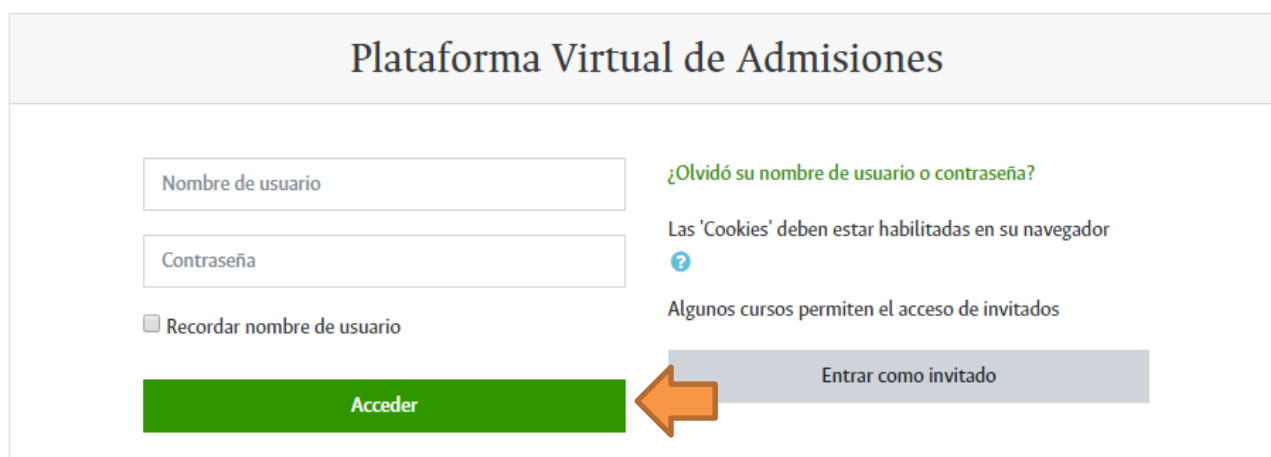 Plataforma Virtual de Admisiones
Nombre de usuario
Contraseña
Recordar nombre de usuario
Acceder
¿Olvidó su nombre de usuario o contraseña?
Las 'Cookies' deben estar habilitadas en su navegador
?
Algunos cursos permiten el acceso de invitados
Entrar como invitado